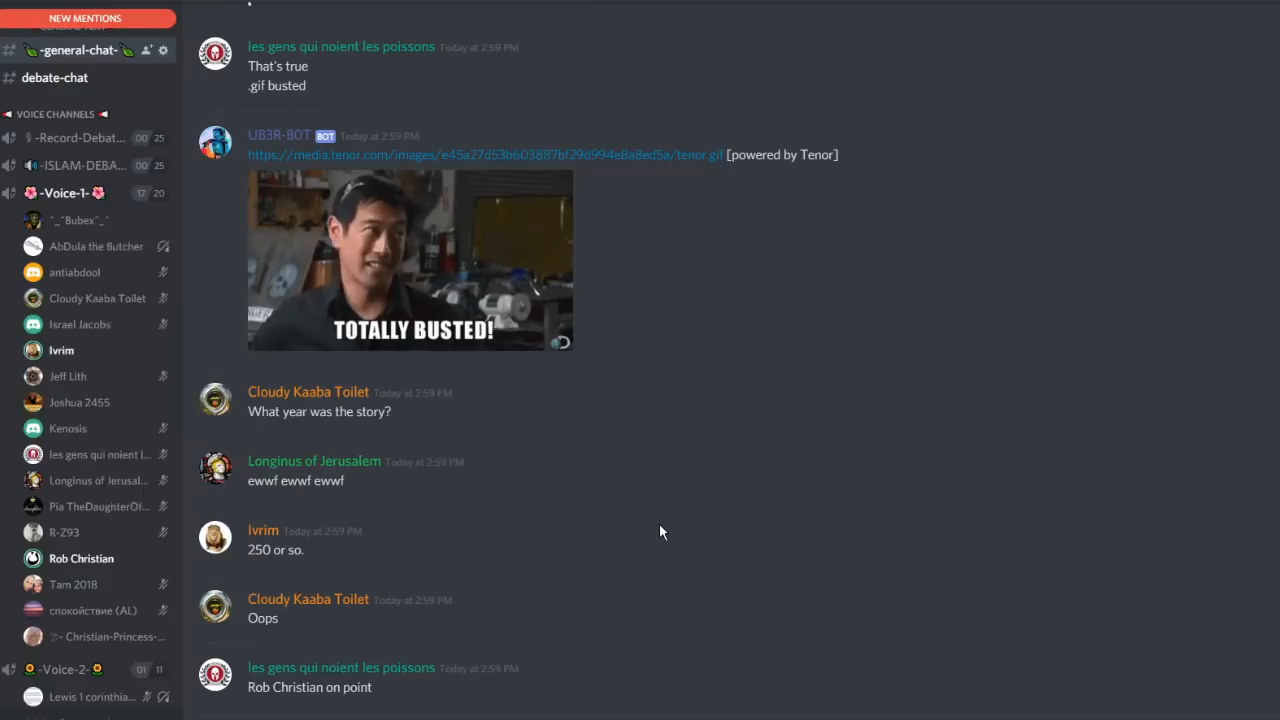 NEW MENTIONS
-general-chat-
debate-chat
VOICE CHANNELS
-Record-Debat... 00 25
-ISLAM-DEBA... 00 25
-Voice-1- 17 20
^_^Bubex^_^
AbDula the Butcher
antiabdool
Cloudy Kaaba Toilet
Israel Jacobs
Ivrim
Jeff Lith
Joshua 2455
Kenosis
les gens qui noient l...
Longinus of Jerusal...
Pia TheDaughterOf...
R-Z93
Rob Christian
Tam 2018
спокойствие (AL)
- Christian-Princess-...
-Voice-2- 01 11
Lewis 1 corinthia...
les gens qui noient les poissons Today at 2:59 PM
That's true
.gif busted
UB3R-B0T BOT Today at 2:59 PM
https://media.tenor.com/images/e45a27d53b603887bf29d994e8a8ed5a/tenor.gif [powered by Tenor]
TOTALLY BUSTED!
Cloudy Kaaba Toilet Today at 2:59 PM
What year was the story?
Longinus of Jerusalem Today at 2:59 PM
ewwf ewwf ewwf
Ivrim Today at 2:59 PM
250 or so.
Cloudy Kaaba Toilet Today at 2:59 PM
Oops
les gens qui noient les poissons Today at 2:59 PM
Rob Christian on point